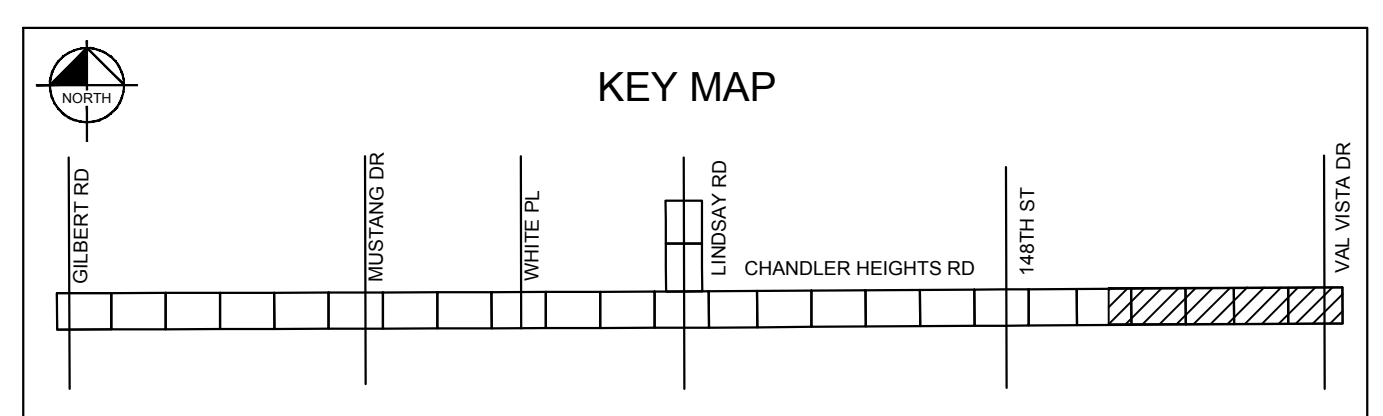 NORTH
KEY MAP
GILBERT RD
MUSTANG DR
WHITE PL
LINDSAY RD
CHANDLER HEIGHTS RD
148TH ST
VAL VISTA DR